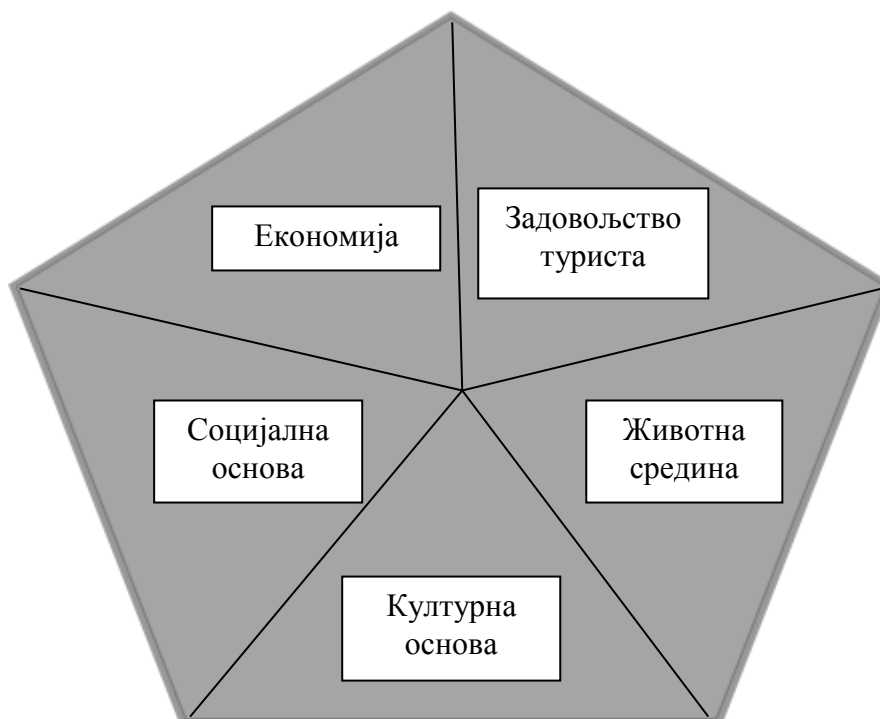 Економија
Задовољство
туриста
Социјална
основа
Животна
средина
Културна
основа